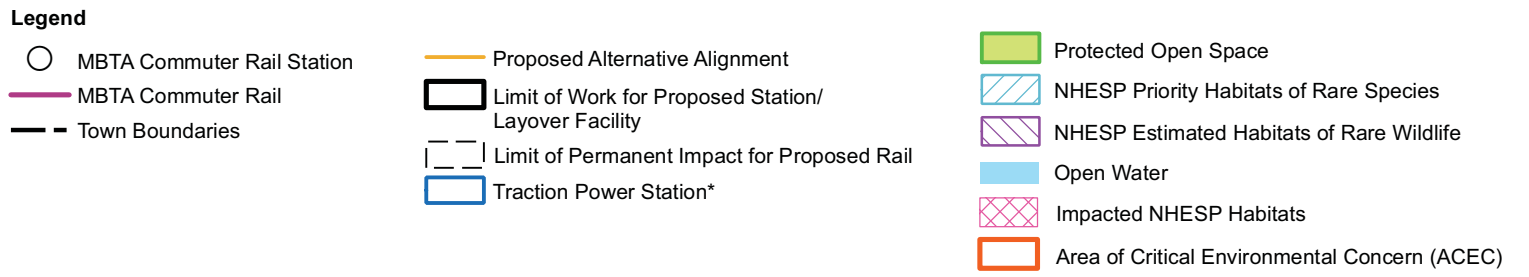 Legend
MBTA Commuter Rail Station
MBTA Commuter Rail
Town Boundaries
Proposed Alternative Alignment
Limit of Work for Proposed Station/
Layover Facility
Limit of Permanent Impact for Proposed Rail
Traction Power Station*
Protected Open Space
NHESP Priority Habitats of Rare Species
NHESP Estimated Habitats of Rare Wildlife
Open Water
Impacted NHESP Habitats
Area of Critical Environmental Concern (ACEC)